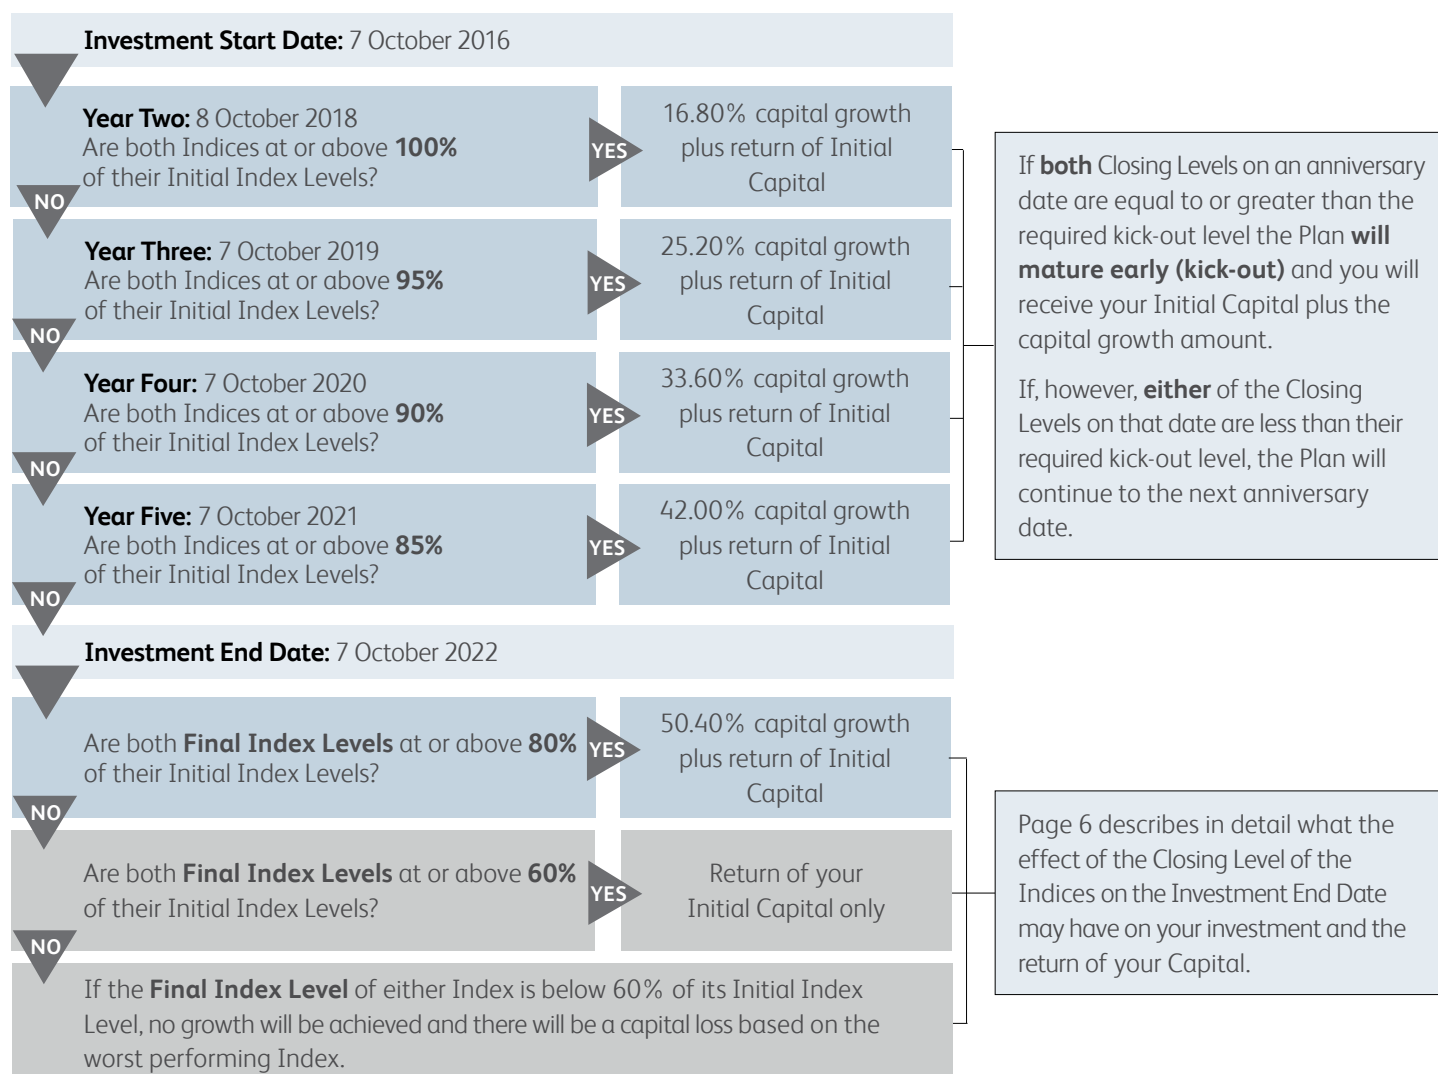 Investment Start Date: 7 October 2016
Year Two: 8 October 2018
Are both Indices at or above 100%
of their Initial Index Levels?
YES
16.80% capital growth
plus return of Initial
Capital
NO
Year Three: 7 October 2019
Are both Indices at or above 95%
of their Initial Index Levels?
YES
25.20% capital growth
plus return of Initial
Capital
NO
Year Four: 7 October 2020
Are both Indices at or above 90%
of their Initial Index Levels?
YES
33.60% capital growth
plus return of Initial
Capital
NO
Year Five: 7 October 2021
Are both Indices at or above 85%
of their Initial Index Levels?
YES
42.00% capital growth
plus return of Initial
Capital
NO
If both Closing Levels on an anniversary
date are equal to or greater than the
required kick-out level the Plan will
mature early (kick-out) and you will
receive your Initial Capital plus the
capital growth amount.
If, however, either of the Closing
Levels on that date are less than their
required kick-out level, the Plan will
continue to the next anniversary
date.
Investment End Date: 7 October 2022
Are both Final Index Levels at or above 80%
of their Initial Index Levels?
YES
50.40% capital growth
plus return of Initial
Capital
NO
Are both Final Index Levels at or above 60%
of their Initial Index Levels?
YES
Return of your
Initial Capital only
NO
If the Final Index Level of either Index is below 60% of its Initial Index
Level, no growth will be achieved and there will be a capital loss based on the
worst performing Index.
Page 6 describes in detail what the
effect of the Closing Level of the
Indices on the Investment End Date
may have on your investment and the
return of your Capital.